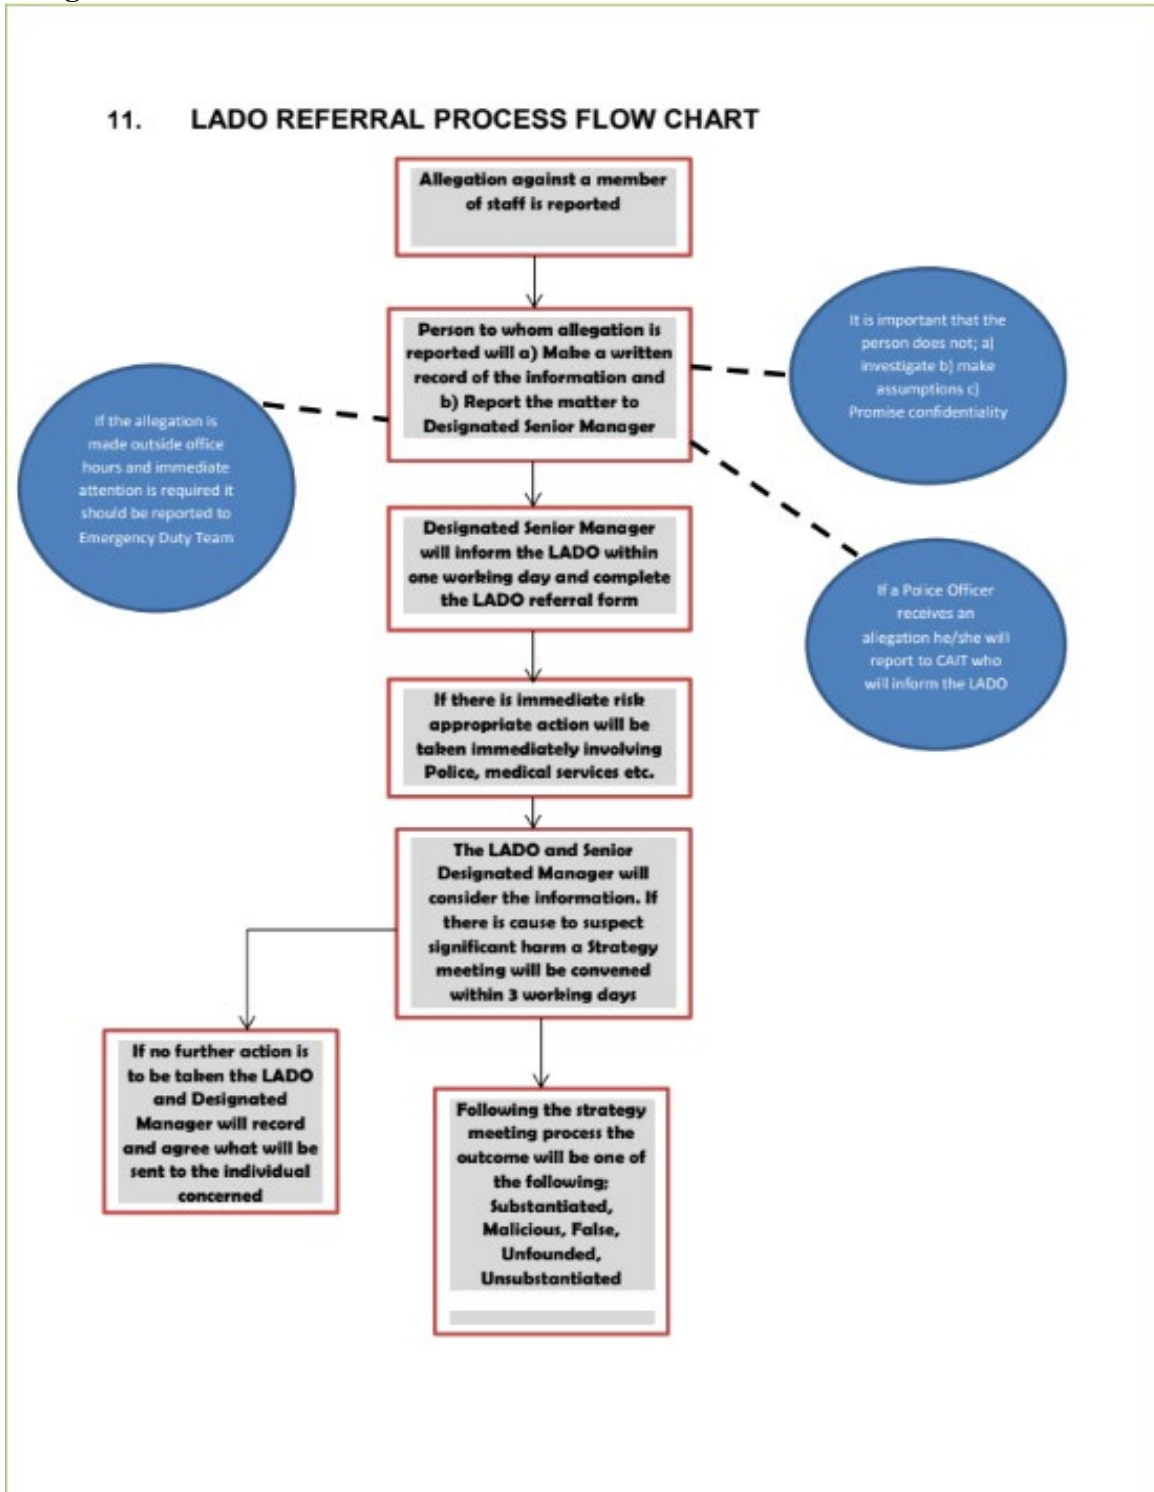 11. LADO REFERRAL PROCESS FLOW CHART
Allegation against a member
of staff is reported
Person to whom allegation is
reported will a) Make a written
record of the information and
b) Report the matter to
Designated Senior Manager
It is important that the
person does not; a)
investigate b) make
assumptions c)
Promise confidentiality
If the allegation is
made outside office
hours and immediate
attention is required it
should be reported to
Emergency Duty Team
Designated Senior Manager
will inform the LADO within
one working day and complete
the LADO referral form
If a Police Officer
receives an
allegation he/she will
report to CAIT who
will inform the LADO
If there is immediate risk
appropriate action will be
taken immediately involving
Police, medical services etc.
The LADO and Senior
Designated Manager will
consider the information. If
there is cause to suspect
significant harm a Strategy
meeting will be convened
within 3 working days
If no further action is
to be taken the LADO
and Designated
Manager will record
and agree what will be
sent to the individual
concerned
Following the strategy
meeting process the
outcome will be one of
the following;
Substantiated,
Malicious, False,
Unfounded,
Unsubstantiated